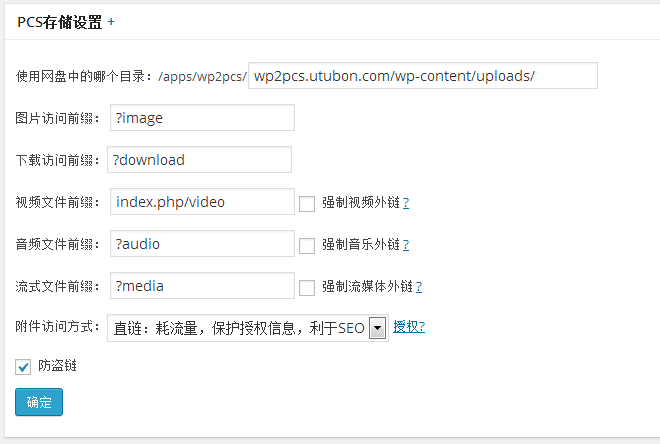 PCS存储设置 +
使用网盘中的哪个目录：/apps/wp2pcs/ wp2pcs.utubon.com/wp-content/uploads/
图片访问前缀： ?image
下载访问前缀： ?download
视频文件前缀： index.php/video 强制视频外链 ?
音频文件前缀： ?audio 强制音乐外链 ?
流式文件前缀： ?media 强制流媒体外链 ?
附件访问方式： 直链：耗流量，保护授权信息，利于SEO 授权?
防盗链
确定